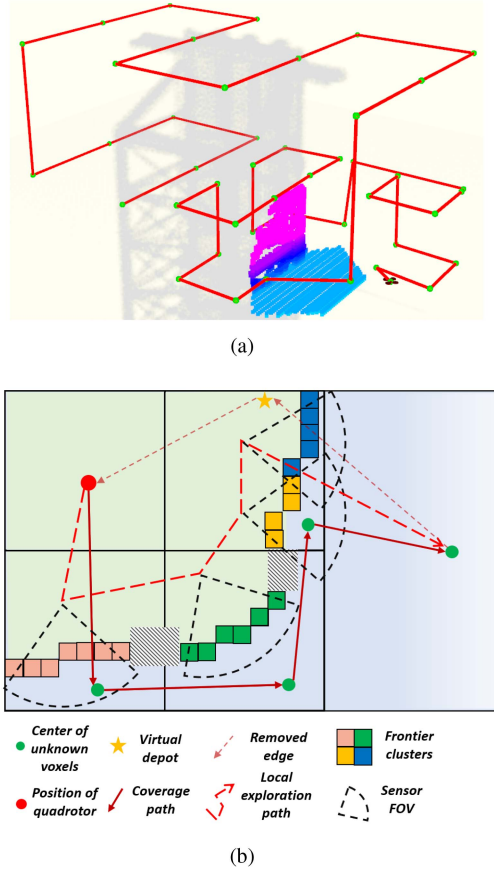 (a)
Center of unknown voxels
Virtual depot
Removed edge
Frontier clusters
Position of quadrotor
Coverage path
Local exploration path
Sensor FOV
(b)